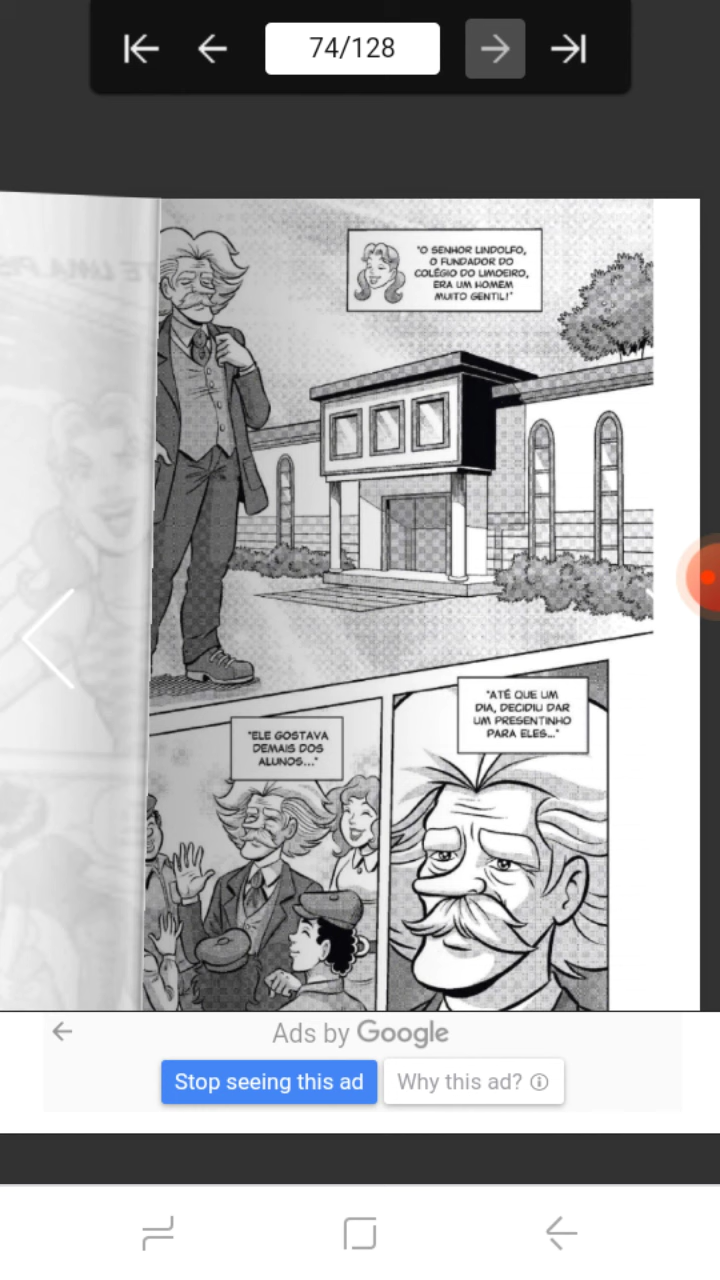 74/128
"O SENHOR LINDOLFO,
O FUNDADOR DO
COLÉGIO DO LIMOEIRO,
ERA UM HOMEM
MUITO GENTIL!"
"ELE GOSTAVA
DEMAIS DOS
ALUNOS..."
"ATÉ QUE UM
DIA, DECIDIU DAR
UM PRESENTINHO
PARA ELES..."
Ads by Google
Stop seeing this ad
Why this ad?